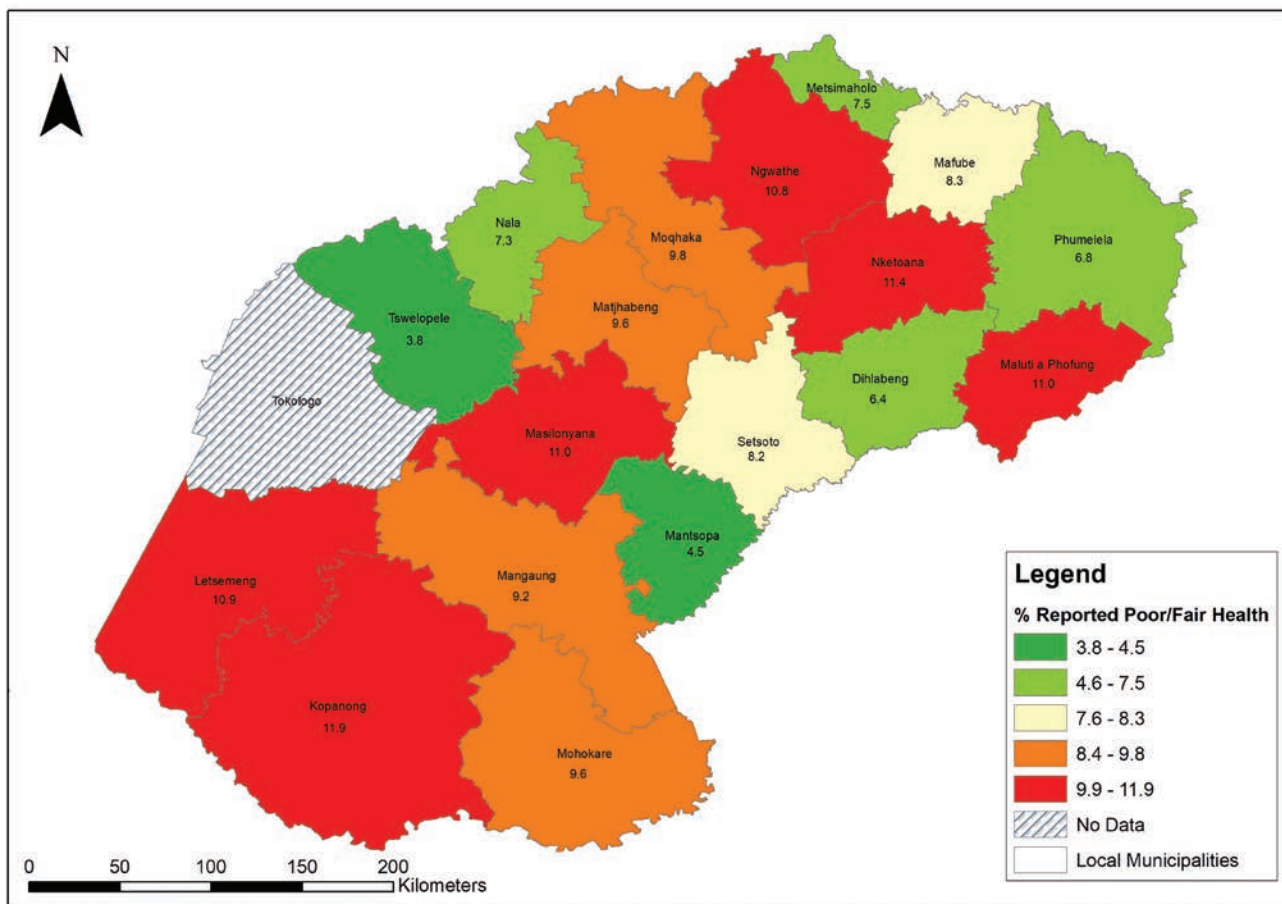 N
Metsimaholo
7.5
Mafube
8.3
Ngwathe
10.8
Nala
7.3
Moqhaka
9.8
Phumelela
6.8
Nketoana
11.4
Tswelopele
3.8
Matjhabeng
9.6
Maluti a Phofung
11.0
Dihlabeng
6.4
Tokologo
Masilonyana
11.0
Setsoto
8.2
Mantsopa
4.5
Letsemeng
10.9
Mangaung
9.2
Kopanong
11.9
Mohokare
9.6
Legend
% Reported Poor/Fair Health
3.8 - 4.5
4.6 - 7.5
7.6 - 8.3
8.4 - 9.8
9.9 - 11.9
No Data
Local Municipalities
0 50 100 150 200
Kilometers